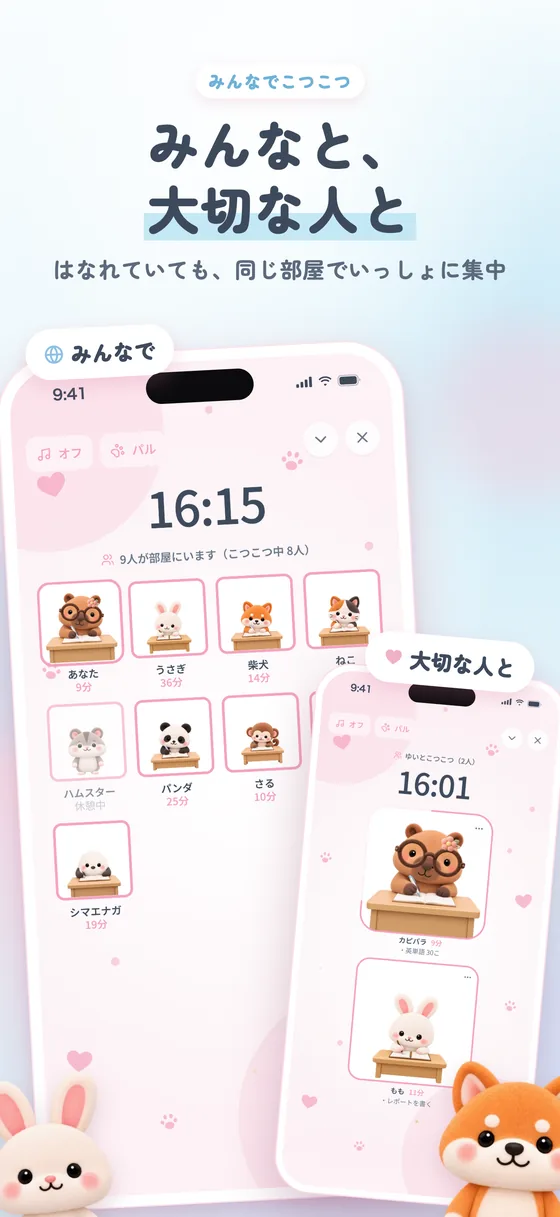 みんなでこつこつ
みんなと、
大切な人と
はなれていても、同じ部屋でいっしょに集中
みんなで
9:41
オフ
パル
16:15
9人が部屋にいます（こつこつ中 8人）
あなた
9分
うさぎ
36分
柴犬
14分
ねこ
ハムスター
休憩中
パンダ
25分
さる
10分
シマエナガ
19分
大切な人と
9:41
オフ
パル
ゆいとこつこつ（2人）
16:01
カピバラ 9分
・英単語 30こ
もも 11分
・レポートを書く